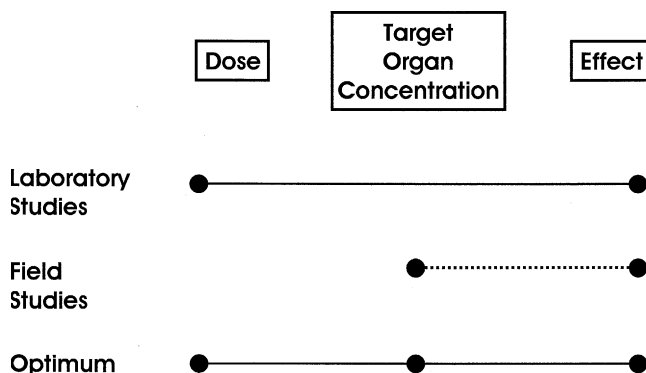 Dose
Target
Organ
Concentration
Effect
Laboratory
Studies
Field
Studies
Optimum